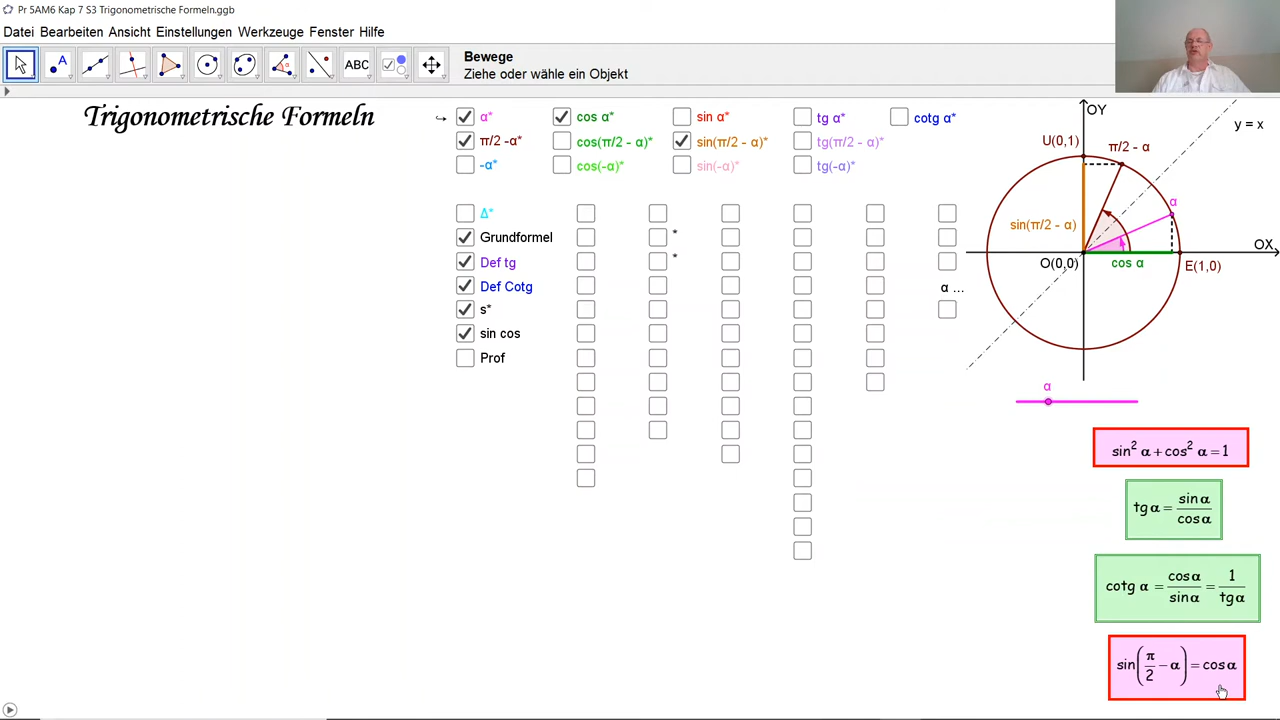 Pr 5AM6 Kap 7 S3 Trigonometrische Formeln.ggb
Datei Bearbeiten Ansicht Einstellungen Werkzeuge Fenster Hilfe
A
ABC
Bewege
Ziehe oder wähle ein Objekt
Trigonometrische Formeln
α* cos α* sin α* tg α* cotg α*
π/2 -α* cos(π/2 - α)* sin(π/2 - α)* tg(π/2 - α)*
-α* cos(-α)* sin(-α)* tg(-α)*
Δ*
Grundformel *
Def tg *
Def Cotg α ...
s*
sin cos
Prof
OY
y = x
U(0,1) π/2 - α
α
sin(π/2 - α)
OX
O(0,0) cos α E(1,0)
α
sin² α + cos² α = 1
tg α = sin α / cos α
cotg α = cos α / sin α = 1 / tg α
sin(π/2 - α) = cos α